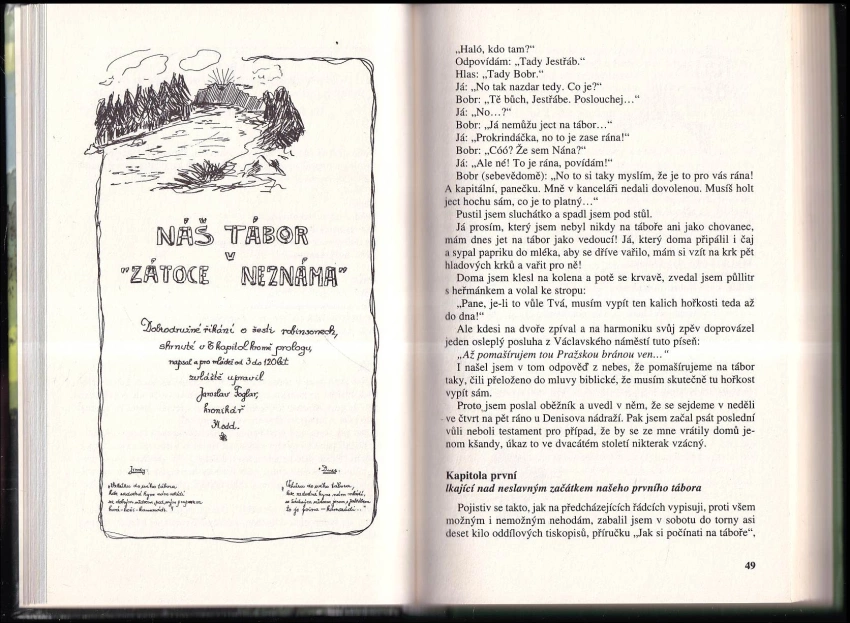 NÁŠ TÁBOR
V
"ZÁTOCE NEZNÁMA"
Dobrodružné říkání o šesti robinsonech,
shrnuté v 6 kapitol kromě prologu,
napsal a pro mládež od 3 do 120 let
zvláště upravil
Jaroslav Foglar,
kronikář
Hodd.
„Haló, kdo tam?“
Odpovídám: „Tady Jestřáb.“
Hlas: „Tady Bobr.“
Já: „No tak nazdar tedy. Co je?“
Bobr: „Tě bůch, Jestřábe. Poslouchej…“
Já: „No…?“
Bobr: „Já nemůžu ject na tábor…“
Já: „Prokrindáčka, no to je zase rána!“
Bobr: „Cóó? Že sem Nána?“
Já: „Ale né! To je rána, povídám!“
Bobr (sebevědomě): „No to si taky myslím, že je to pro vás rána!
A kapitální, panečku. Mně v kanceláři nedali dovolenou. Musíš holt
ject hochu sám, co je to platný…“
Pustil jsem sluchátko a spadl jsem pod stůl.
Já prosím, který jsem nebyl nikdy na táboře ani jako chovanec,
mám dnes jet na tábor jako vedoucí! Já, který doma připálil i čaj
a sypal papriku do mléka, aby se dříve vařilo, mám si vzít na krk pět
hladových krků a vařit pro ně!
Doma jsem klesl na kolena a potě se krvavě, zvedal jsem půllitr
s heřmánkem a volal ke stropu:
„Pane, je-li to vůle Tvá, musím vypít ten kalich hořkosti teda až
do dna!“
Ale kdesi na dvoře zpíval a na harmoniku svůj zpěv doprovázel
jeden osleplý posluha z Václavského náměstí tuto píseň:
„Až pomašírujem tou Pražskou bránou ven…“
I našel jsem v tom odpověď z nebes, že pomašírujeme na tábor
taky, čili přeloženo do mluvy biblické, že musím skutečně tu hořkost
vypít sám.
Proto jsem poslal oběžník a uvedl v něm, že se sejdeme v neděli
ve čtvrt na pět ráno u Denisova nádraží. Pak jsem začal psát poslední
vůli neboli testament pro případ, že by se ze mne vrátily domů je-
nom kšandy, úkaz to ve dvacátém století nikterak vzácný.
Kapitola první
lkající nad neslavným začátkem našeho prvního tábora
Pojistiv se takto, jak na předcházejících řádcích vypisuji, proti všem
možným i nemožným nehodám, zabalil jsem v sobotu do torny asi
deset kilo oddílových tiskopisů, příručku „Jak si počínati na táboře“,
49